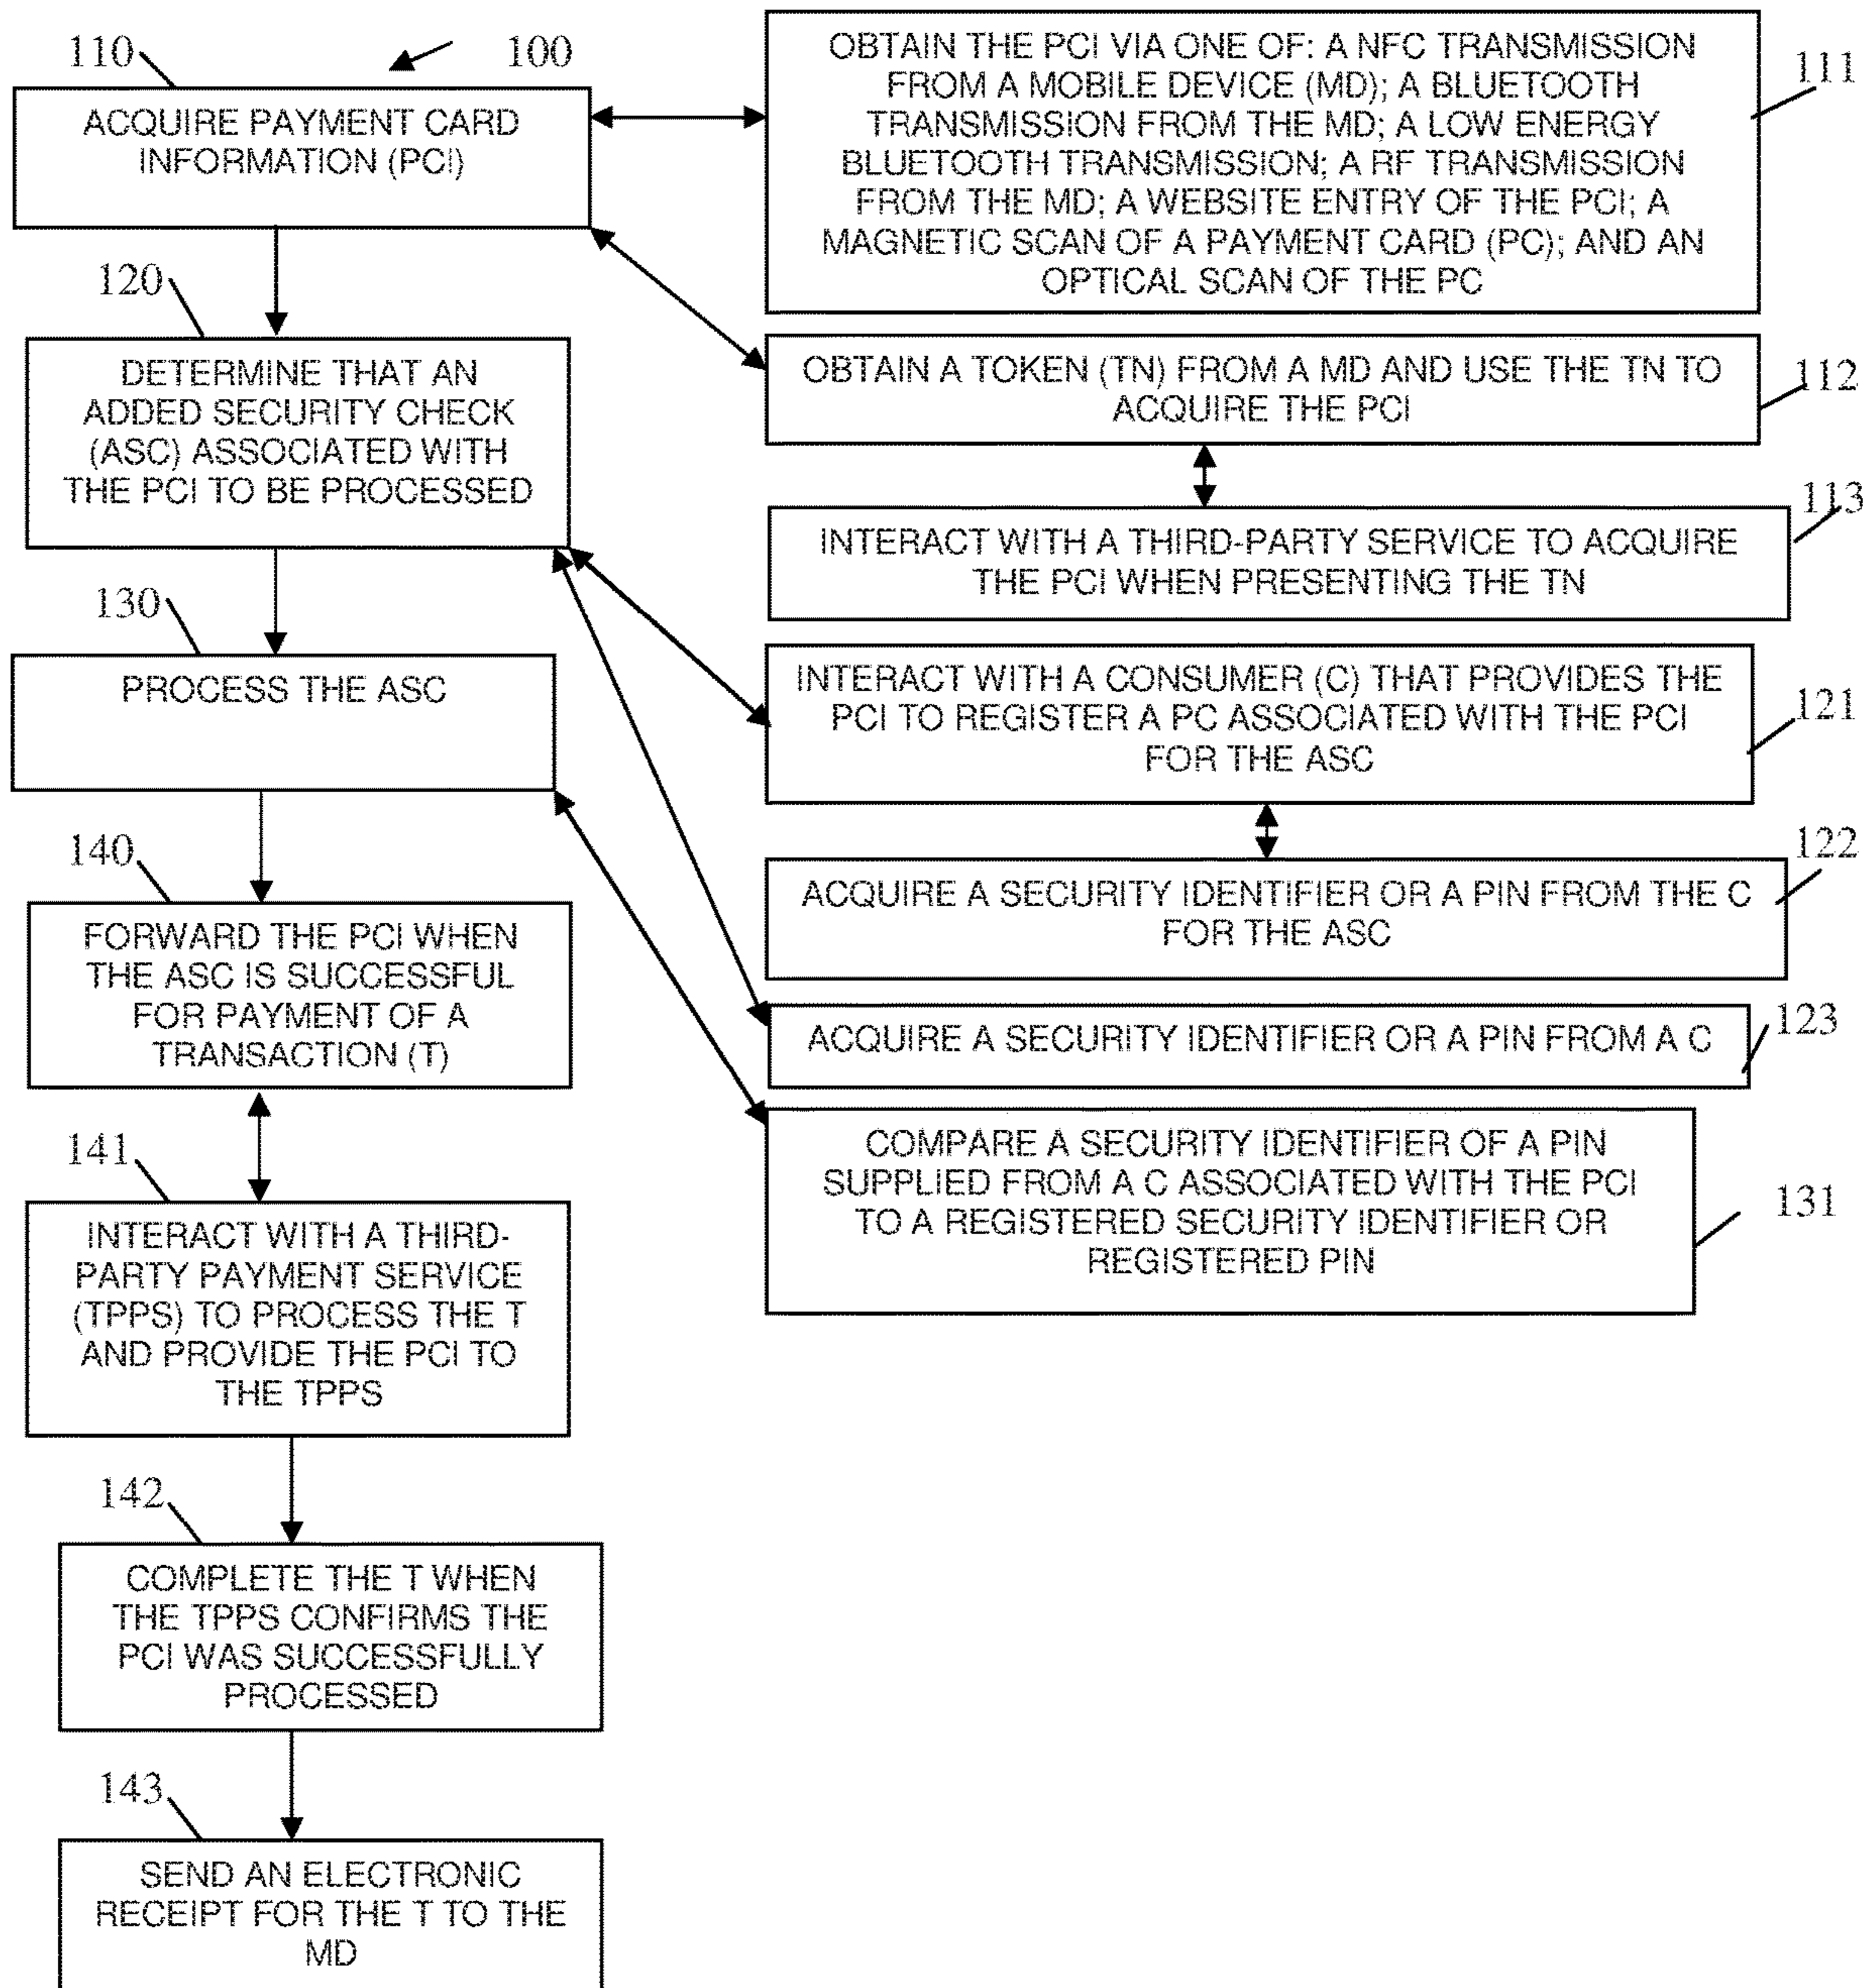 110
100
ACQUIRE PAYMENT CARD
INFORMATION (PCI)
OBTAIN THE PCI VIA ONE OF: A NFC TRANSMISSION
FROM A MOBILE DEVICE (MD); A BLUETOOTH
TRANSMISSION FROM THE MD; A LOW ENERGY
BLUETOOTH TRANSMISSION; A RF TRANSMISSION
FROM THE MD; A WEBSITE ENTRY OF THE PCI; A
MAGNETIC SCAN OF A PAYMENT CARD (PC); AND AN
OPTICAL SCAN OF THE PC
111
120
DETERMINE THAT AN
ADDED SECURITY CHECK
(ASC) ASSOCIATED WITH
THE PCI TO BE PROCESSED
OBTAIN A TOKEN (TN) FROM A MD AND USE THE TN TO
ACQUIRE THE PCI
112
INTERACT WITH A THIRD-PARTY SERVICE TO ACQUIRE
THE PCI WHEN PRESENTING THE TN
113
130
PROCESS THE ASC
INTERACT WITH A CONSUMER (C) THAT PROVIDES THE
PCI TO REGISTER A PC ASSOCIATED WITH THE PCI
FOR THE ASC
121
ACQUIRE A SECURITY IDENTIFIER OR A PIN FROM THE C
FOR THE ASC
122
140
FORWARD THE PCI WHEN
THE ASC IS SUCCESSFUL
FOR PAYMENT OF A
TRANSACTION (T)
ACQUIRE A SECURITY IDENTIFIER OR A PIN FROM A C
123
COMPARE A SECURITY IDENTIFIER OF A PIN
SUPPLIED FROM A C ASSOCIATED WITH THE PCI
TO A REGISTERED SECURITY IDENTIFIER OR
REGISTERED PIN
131
141
INTERACT WITH A THIRD-
PARTY PAYMENT SERVICE
(TPPS) TO PROCESS THE T
AND PROVIDE THE PCI TO
THE TPPS
142
COMPLETE THE T WHEN
THE TPPS CONFIRMS THE
PCI WAS SUCCESSFULLY
PROCESSED
143
SEND AN ELECTRONIC
RECEIPT FOR THE T TO THE
MD